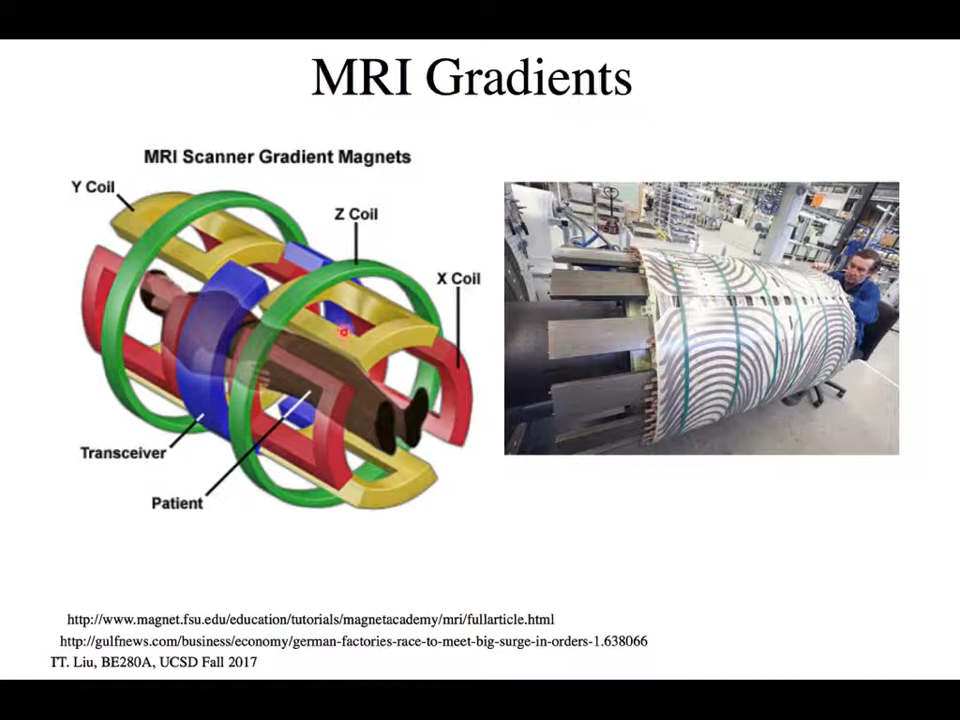 MRI Gradients
MRI Scanner Gradient Magnets
Y Coil
Z Coil
X Coil
Transceiver
Patient
http://www.magnet.fsu.edu/education/tutorials/magnetacademy/mri/fullarticle.html
http://gulfnews.com/business/economy/german-factories-race-to-meet-big-surge-in-orders-1.638066
TT. Liu, BE280A, UCSD Fall 2017